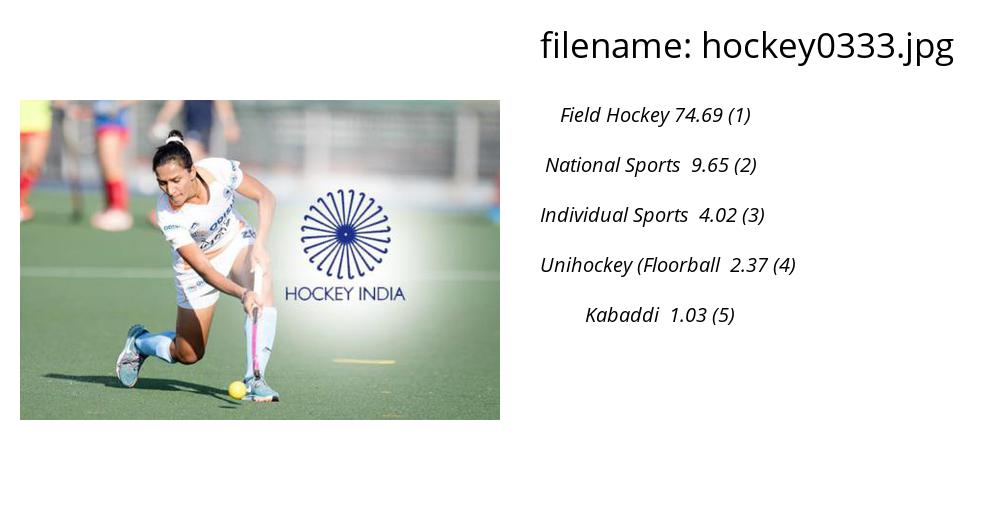 filename: hockey0333.jpg
Field Hockey 74.69 (1)
National Sports 9.65 (2)
Individual Sports 4.02 (3)
Unihockey (Floorball 2.37 (4)
Kabaddi 1.03 (5)
HOCKEY INDIA